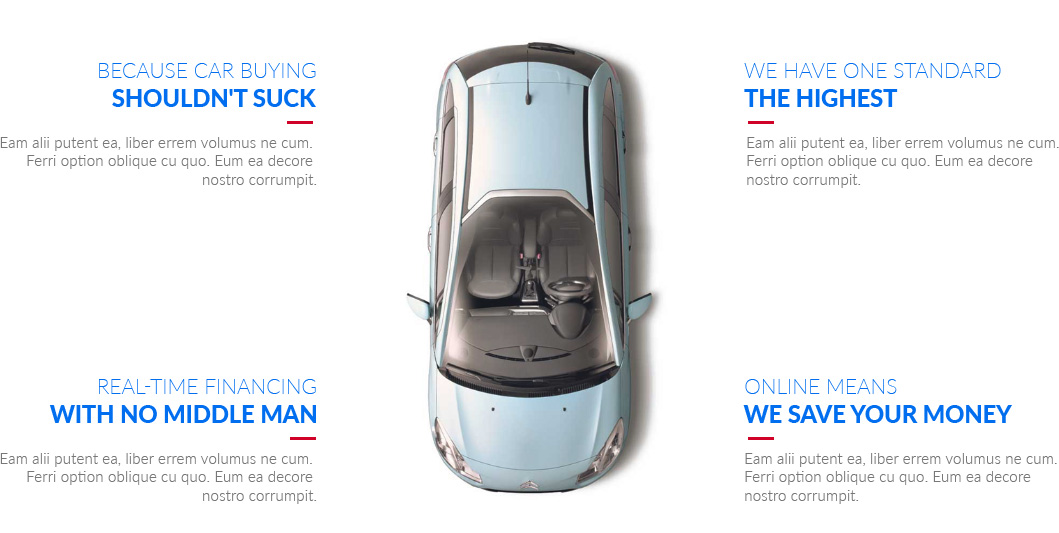 BECAUSE CAR BUYING
SHOULDN'T SUCK
Eam alii putent ea, liber errem volumus ne cum.
Ferri option oblique cu quo. Eum ea decore
nostro corrumpit.
WE HAVE ONE STANDARD
THE HIGHEST
Eam alii putent ea, liber errem volumus ne cum.
Ferri option oblique cu quo. Eum ea decore
nostro corrumpit.
REAL-TIME FINANCING
WITH NO MIDDLE MAN
Eam alii putent ea, liber errem volumus ne cum.
Ferri option oblique cu quo. Eum ea decore
nostro corrumpit.
ONLINE MEANS
WE SAVE YOUR MONEY
Eam alii putent ea, liber errem volumus ne cum.
Ferri option oblique cu quo. Eum ea decore
nostro corrumpit.